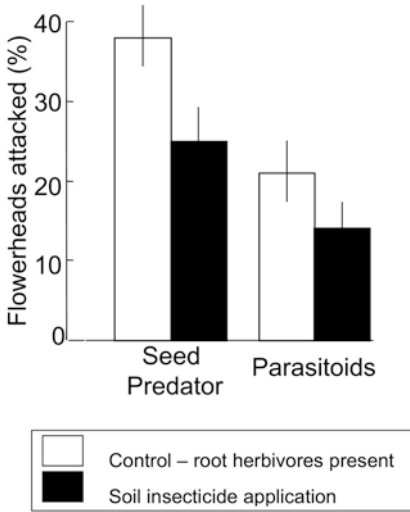 Flowerheads attacked (%)
40
30
20
10
0
Seed
Predator
Parasitoids
Control – root herbivores present
Soil insecticide application